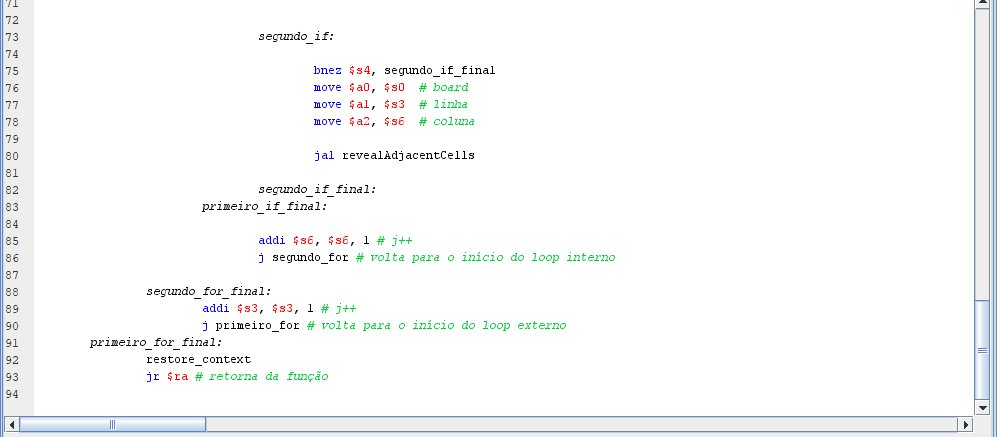 71
72
73 segundo_if:
74
75 bnez $s4, segundo_if_final
76 move $a0, $s0 # board
77 move $a1, $s3 # linha
78 move $a2, $s6 # coluna
79
80 jal revealAdjacentCells
81
82 segundo_if_final:
83 primeiro_if_final:
84
85 addi $s6, $s6, 1 # j++
86 j segundo_for # volta para o início do loop interno
87
88 segundo_for_final:
89 addi $s3, $s3, 1 # j++
90 j primeiro_for # volta para o início do loop externo
91 primeiro_for_final:
92 restore_context
93 jr $ra # retorna da função
94